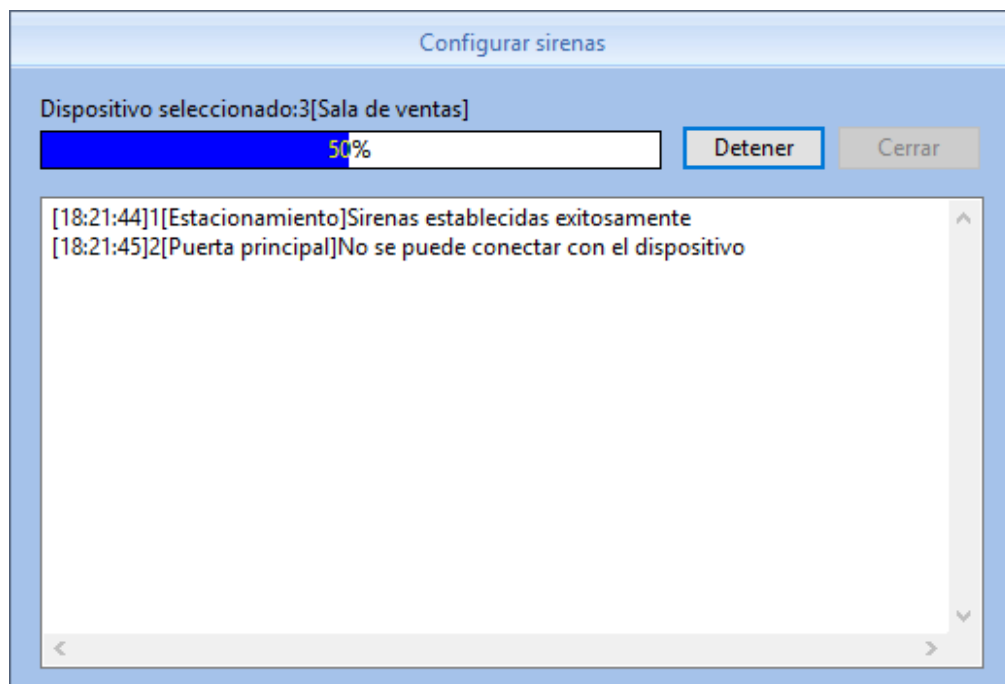 Configurar sirenas
Dispositivo seleccionado:3[Sala de ventas]
50%
Detener
Cerrar
[18:21:44]1[Estacionamiento]Sirenas establecidas exitosamente
[18:21:45]2[Puerta principal]No se puede conectar con el dispositivo